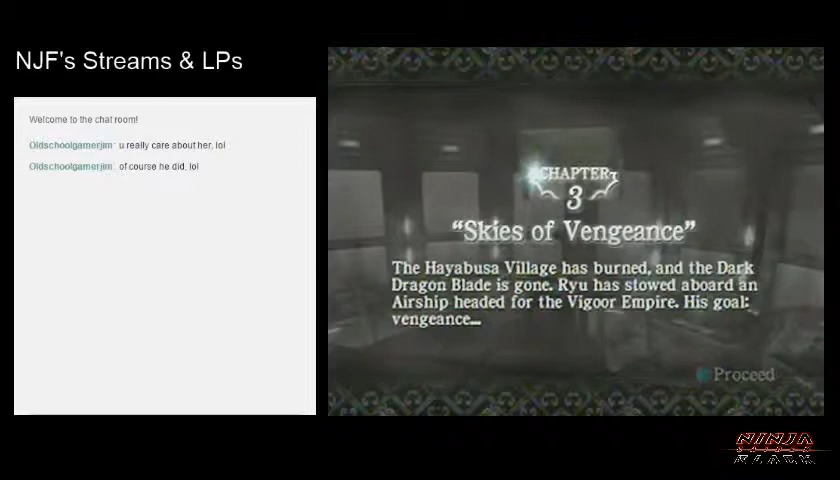 NJF's Streams & LPs
Welcome to the chat room!
Oldschoolgamerjim: u really care about her, lol
Oldschoolgamerjim: of course he did, lol
CHAPTER
3
“Skies of Vengeance”
The Hayabusa Village has burned, and the Dark
Dragon Blade is gone. Ryu has stowed aboard an
Airship headed for the Vigoor Empire. His goal:
vengeance...
Proceed
NINJA
BLACK